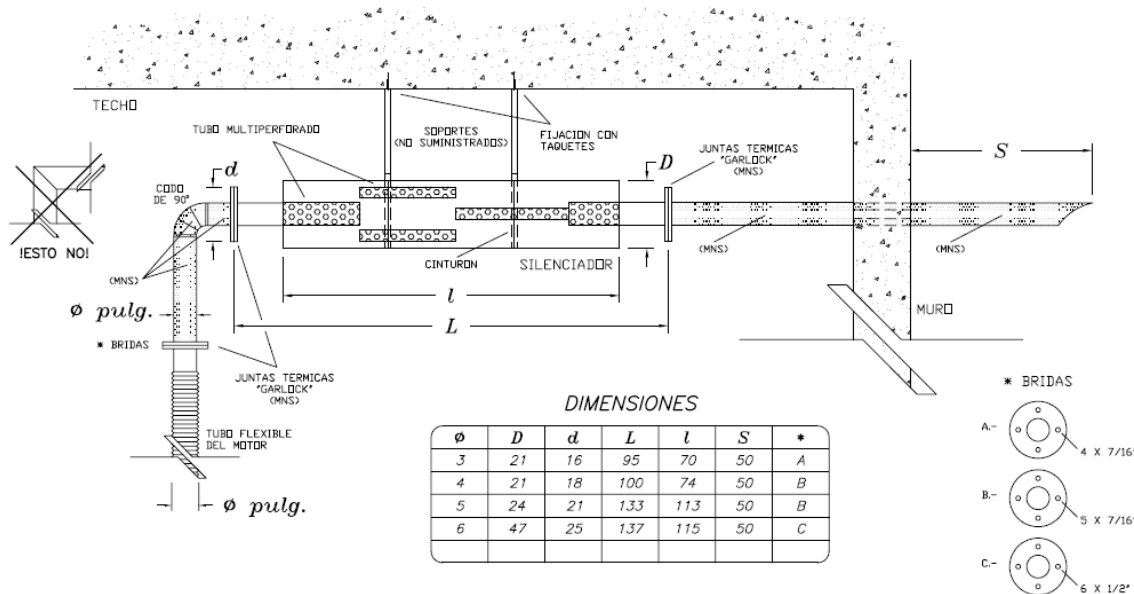 TECHO
TUBO MULTIPERFORADO
SOPORTES
(NO SUMINISTRADOS)
FIJACION CON
TAQUETES
JUNTAS TERMICAS
"GARLOCK"
(MNS)
S
D
d
CODO
DE 90°
!ESTO NO!
(MNS)
(MNS)
(MNS)
CINTURON
SILENCIADOR
l
L
ø pulg.
* BRIDAS
MURO
JUNTAS TERMICAS
"GARLOCK"
(MNS)
TUBO FLEXIBLE
DEL MOTOR
ø pulg.
DIMENSIONES
ø D d L l S *
3 21 16 95 70 50 A
4 21 18 100 74 50 B
5 24 21 133 113 50 B
6 47 25 137 115 50 C
* BRIDAS
A.-
4 X 7/16"
B.-
5 X 7/16"
C.-
6 X 1/2"